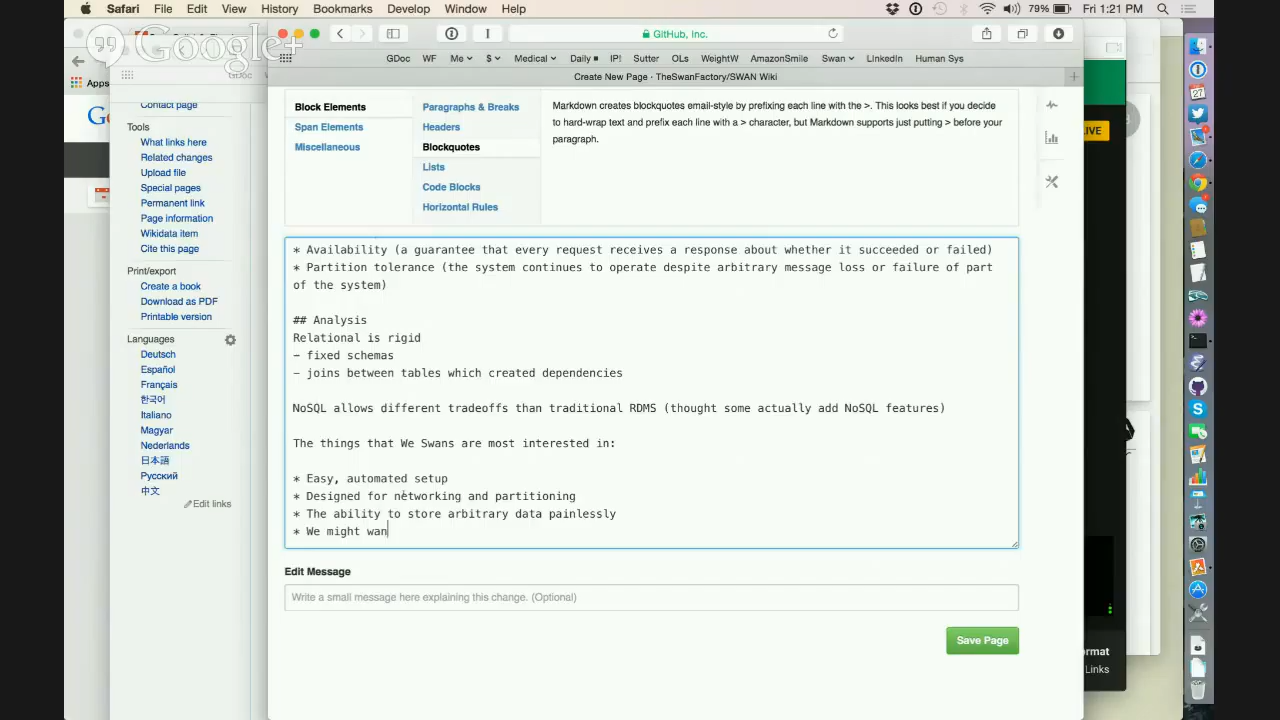 Safari File Edit View History Bookmarks Develop Window Help 79% Fri 1:21 PM
Google+
GitHub, Inc.
GDoc WF Me $ Medical Daily IP! Sutter OLs WeightW AmazonSmile Swan LinkedIn Human Sys
Create New Page · TheSwanFactory/SWAN Wiki
Apps
Contact page
Tools
What links here
Related changes
Upload file
Special pages
Permanent link
Page information
Wikidata item
Cite this page
Print/export
Create a book
Download as PDF
Printable version
Languages
Deutsch
Español
Français
한국어
Italiano
Magyar
Nederlands
日本語
Русский
中文
Edit links
Block Elements
Span Elements
Miscellaneous
Paragraphs & Breaks
Headers
Blockquotes
Lists
Code Blocks
Horizontal Rules
Markdown creates blockquotes email-style by prefixing each line with the >. This looks best if you decide
to hard-wrap text and prefix each line with a > character, but Markdown supports just putting > before your
paragraph.
* Availability (a guarantee that every request receives a response about whether it succeeded or failed)
* Partition tolerance (the system continues to operate despite arbitrary message loss or failure of part
of the system)
## Analysis
Relational is rigid
- fixed schemas
- joins between tables which created dependencies
NoSQL allows different tradeoffs than traditional RDMS (thought some actually add NoSQL features)
The things that We Swans are most interested in:
* Easy, automated setup
* Designed for networking and partitioning
* The ability to store arbitrary data painlessly
* We might wan
Edit Message
Write a small message here explaining this change. (Optional)
Save Page
Links